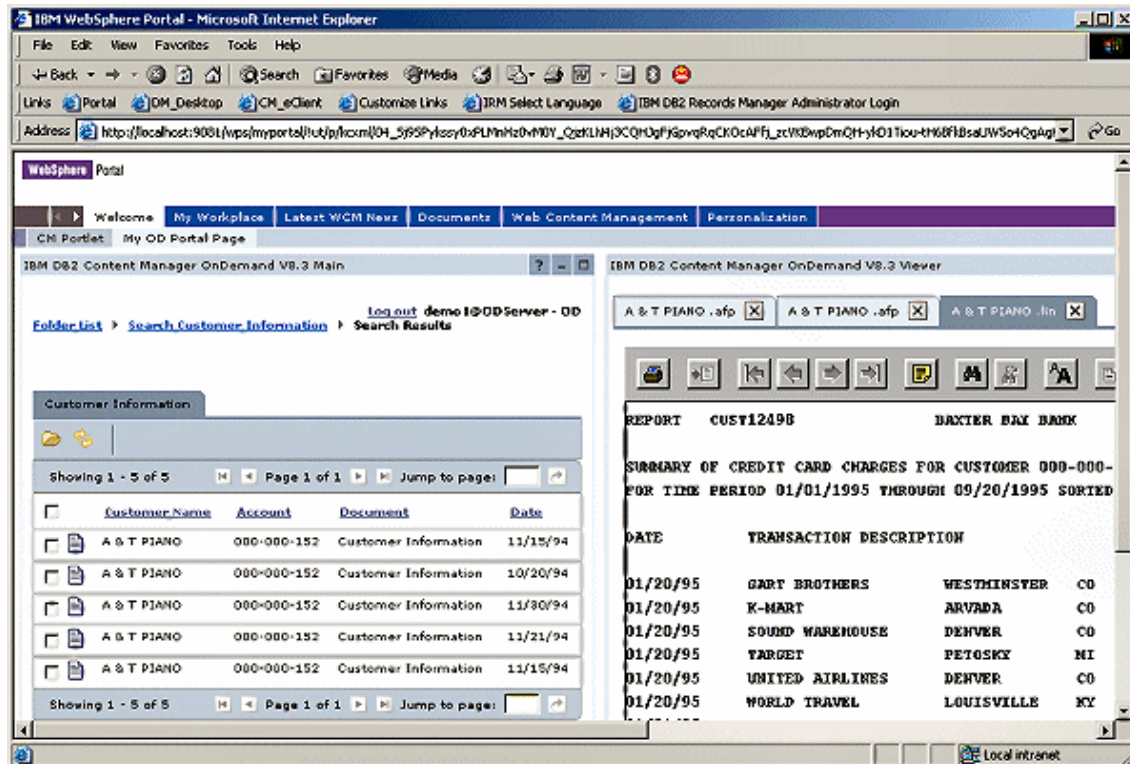 IBM WebSphere Portal - Microsoft Internet Explorer
File Edit View Favorites Tools Help
Back Search Favorites Media
Links Portal DM_Desktop CM_eClient Customize Links IRM Select Language IBM DB2 Records Manager Administrator Login
Address Go
WebSphere Portal
Welcome My Workplace Latest WCM News Documents Web Content Management Personalization
CM Portlet My OD Portal Page
IBM DB2 Content Manager OnDemand V8.3 Main ?
Log out demo1@ODServer - OD
Folder List Search Customer Information Search Results
Customer Information
Showing 1 - 5 of 5 Page 1 of 1 Jump to page:
Customer Name Account Document Date
A & T PIANO 000-000-152 Customer Information 11/15/94
A & T PIANO 000-000-152 Customer Information 10/20/94
A & T PIANO 000-000-152 Customer Information 11/30/94
A & T PIANO 000-000-152 Customer Information 11/21/94
A & T PIANO 000-000-152 Customer Information 11/15/94
Showing 1 - 5 of 5 Page 1 of 1 Jump to page:
IBM DB2 Content Manager OnDemand V8.3 Viewer
A & T PIANO .afp A & T PIANO .afp A & T PIANO .lin
REPORT CUST1249B BAXTER BAY BANK
SUMMARY OF CREDIT CARD CHARGES FOR CUSTOMER 000-000-
FOR TIME PERIOD 01/01/1995 THROUGH 09/20/1995 SORTED
DATE TRANSACTION DESCRIPTION
01/20/95 GART BROTHERS WESTMINSTER CO
01/20/95 K-MART ARVADA CO
01/20/95 SOUND WAREHOUSE DENVER CO
01/20/95 TARGET PETOSKY MI
01/20/95 UNITED AIRLINES DENVER CO
01/20/95 WORLD TRAVEL LOUISVILLE KY
Local intranet